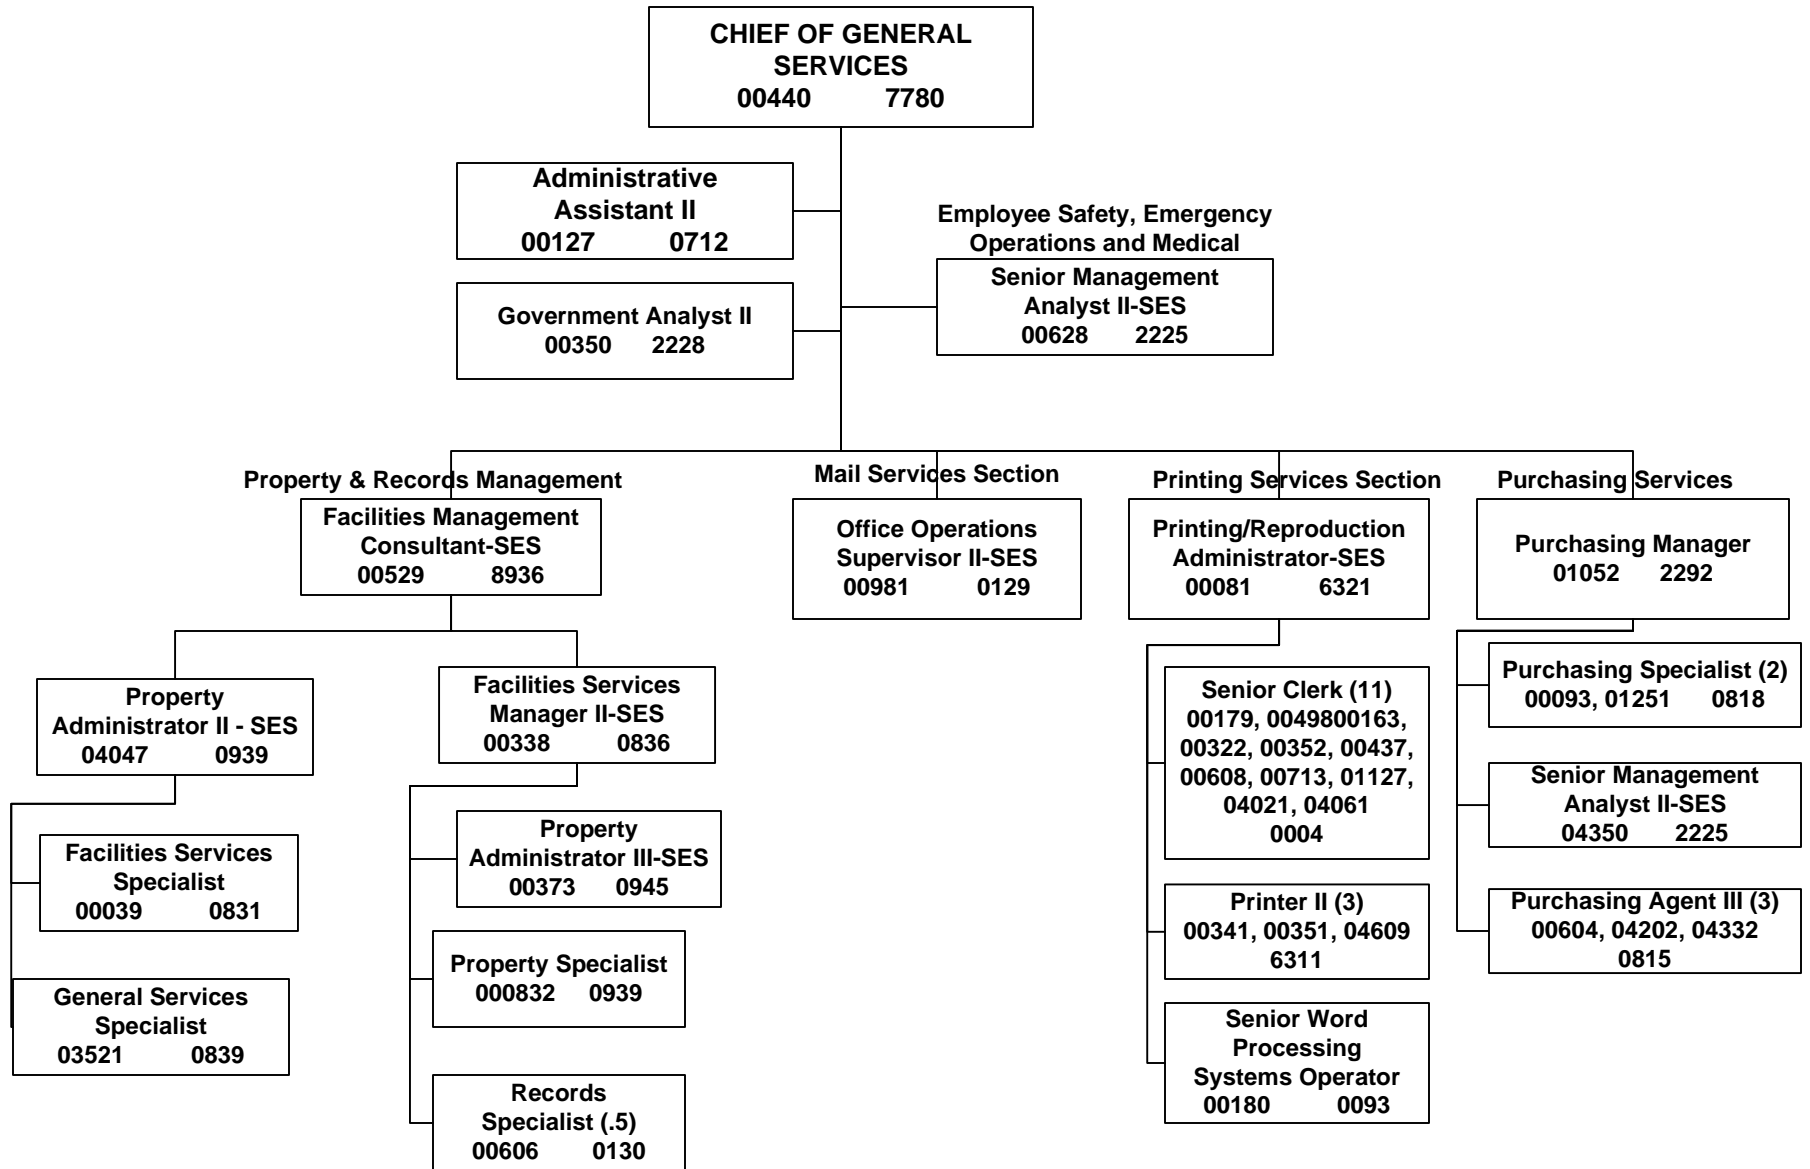 CHIEF OF GENERAL
SERVICES
00440 7780
Administrative
Assistant II
00127 0712
Employee Safety, Emergency
Operations and Medical
Senior Management
Analyst II-SES
00628 2225
Government Analyst II
00350 2228
Property & Records Management
Facilities Management
Consultant-SES
00529 8936
Mail Services Section
Office Operations
Supervisor II-SES
00981 0129
Printing Services Section
Printing/Reproduction
Administrator-SES
00081 6321
Purchasing Services
Purchasing Manager
01052 2292
Property
Administrator II - SES
04047 0939
Facilities Services
Specialist
00039 0831
General Services
Specialist
03521 0839
Facilities Services
Manager II-SES
00338 0836
Property
Administrator III-SES
00373 0945
Property Specialist
000832 0939
Records
Specialist (.5)
00606 0130
Senior Clerk (11)
00179, 0049800163,
00322, 00352, 00437,
00608, 00713, 01127,
04021, 04061
0004
Printer II (3)
00341, 00351, 04609
6311
Senior Word
Processing
Systems Operator
00180 0093
Purchasing Specialist (2)
00093, 01251 0818
Senior Management
Analyst II-SES
04350 2225
Purchasing Agent III (3)
00604, 04202, 04332
0815